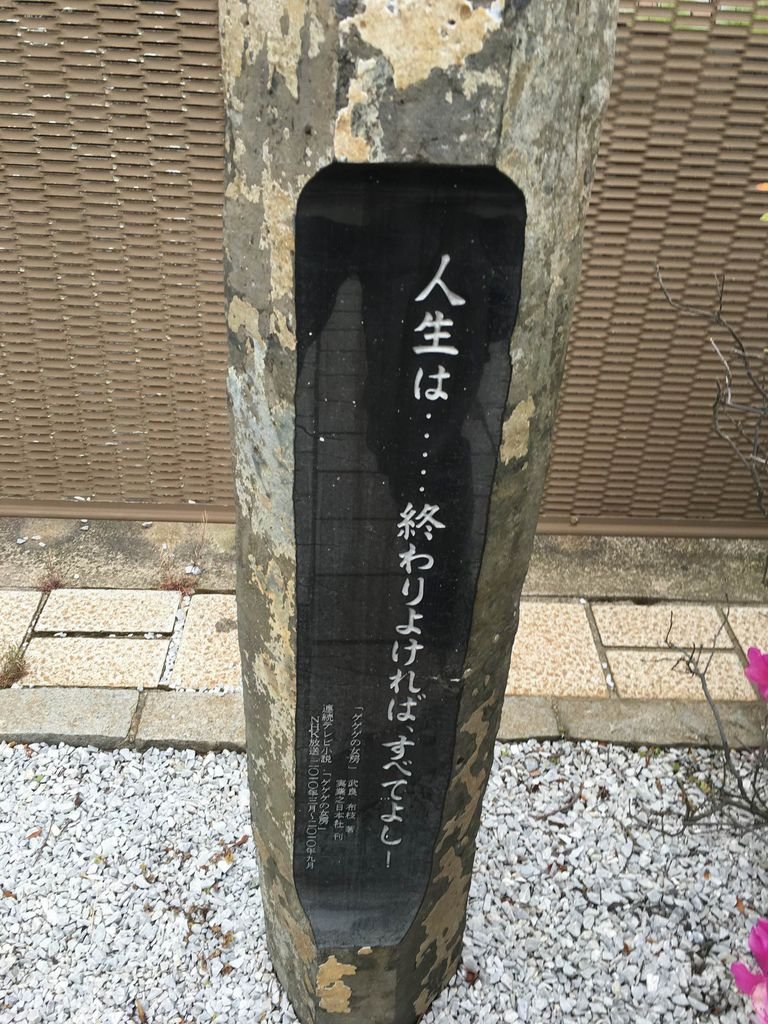 人生は・・・・・終わりよければ、すべてよし！
「ゲゲゲの女房」 武良 布枝 著
実業之日本社 刊
連続テレビ小説 「ゲゲゲの女房」
NHK放送 二〇一〇年三月～二〇一〇年九月